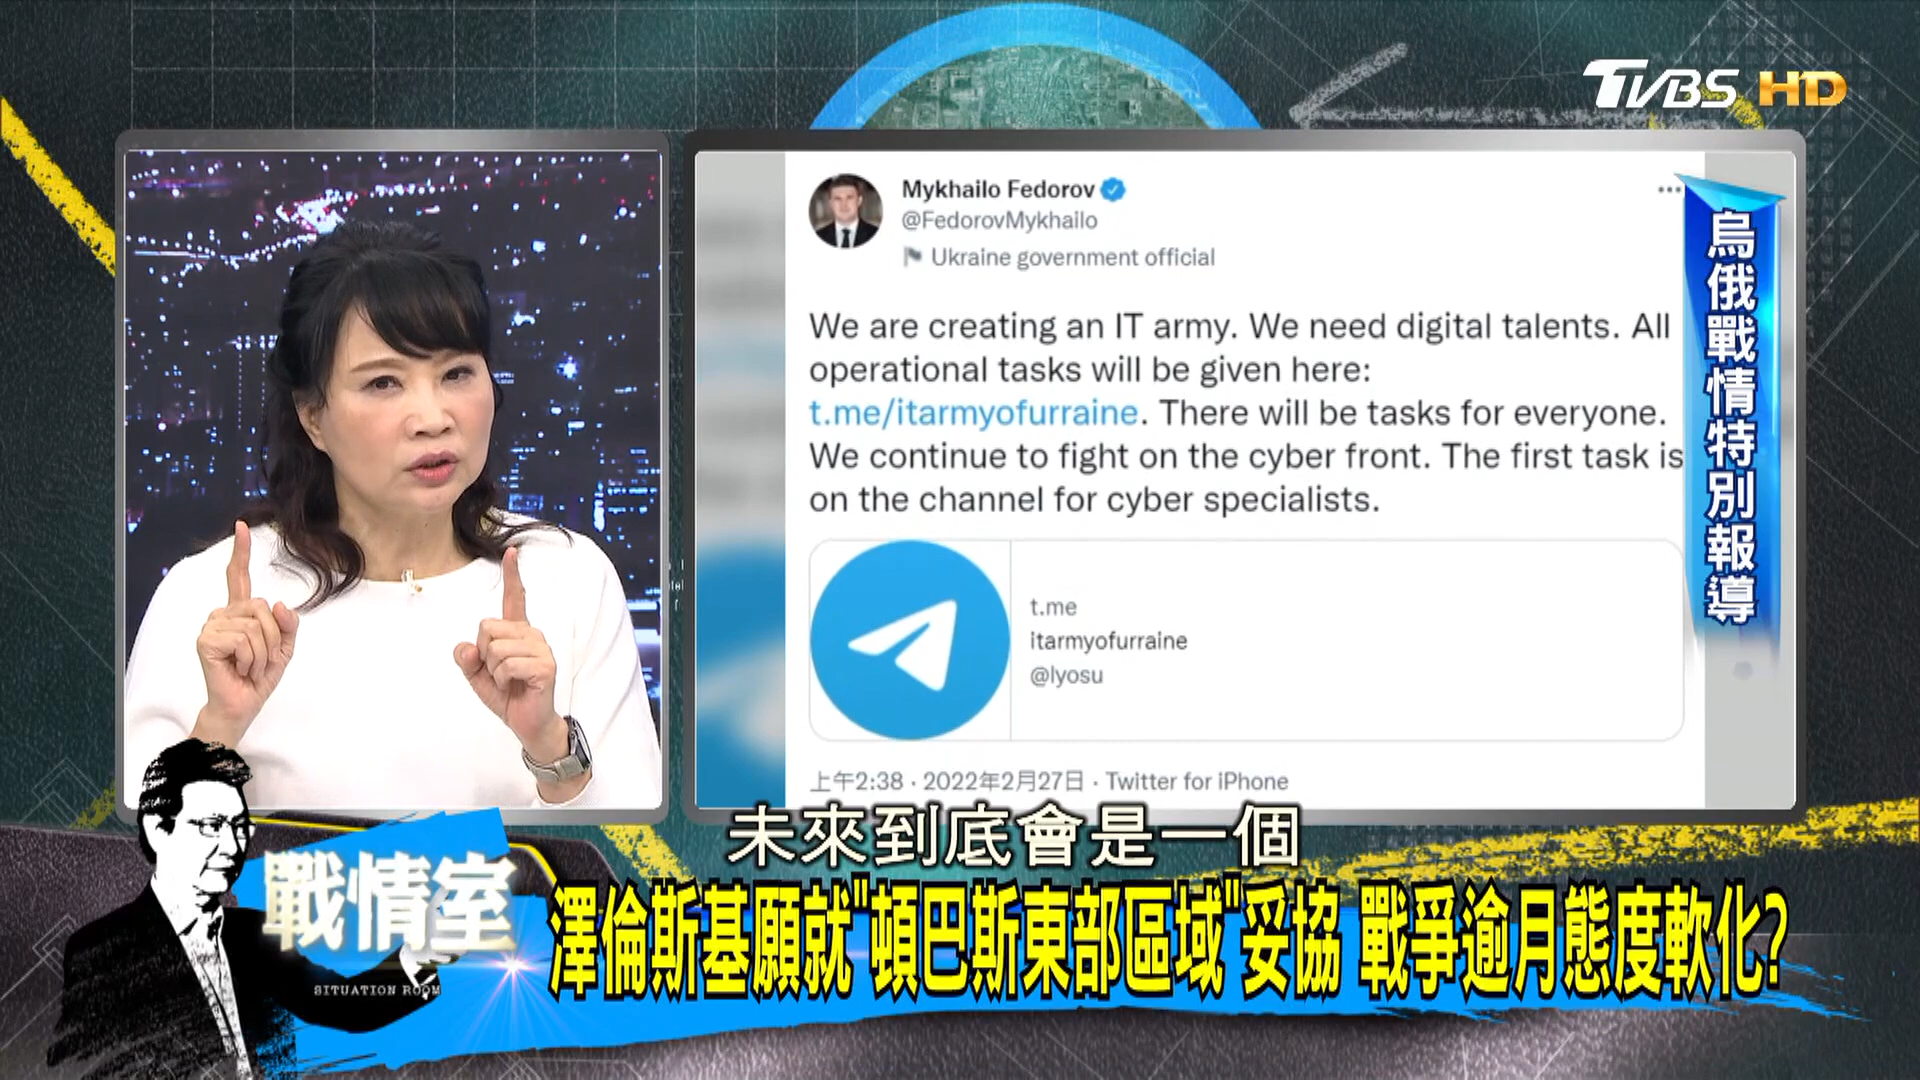 TVBS HD
Mykhailo Fedorov
@FedorovMykhailo
Ukraine government official
We are creating an IT army. We need digital talents. All
operational tasks will be given here:
t.me/itarmyofurraine. There will be tasks for everyone.
We continue to fight on the cyber front. The first task is
on the channel for cyber specialists.
t.me
itarmyofurraine
@lyosu
上午2:38 · 2022年2月27日 · Twitter for iPhone
烏俄戰情特別報導
未來到底會是一個
戰情室
SITUATION ROOM
澤倫斯基願就"頓巴斯東部區域"妥協 戰爭逾月態度軟化?